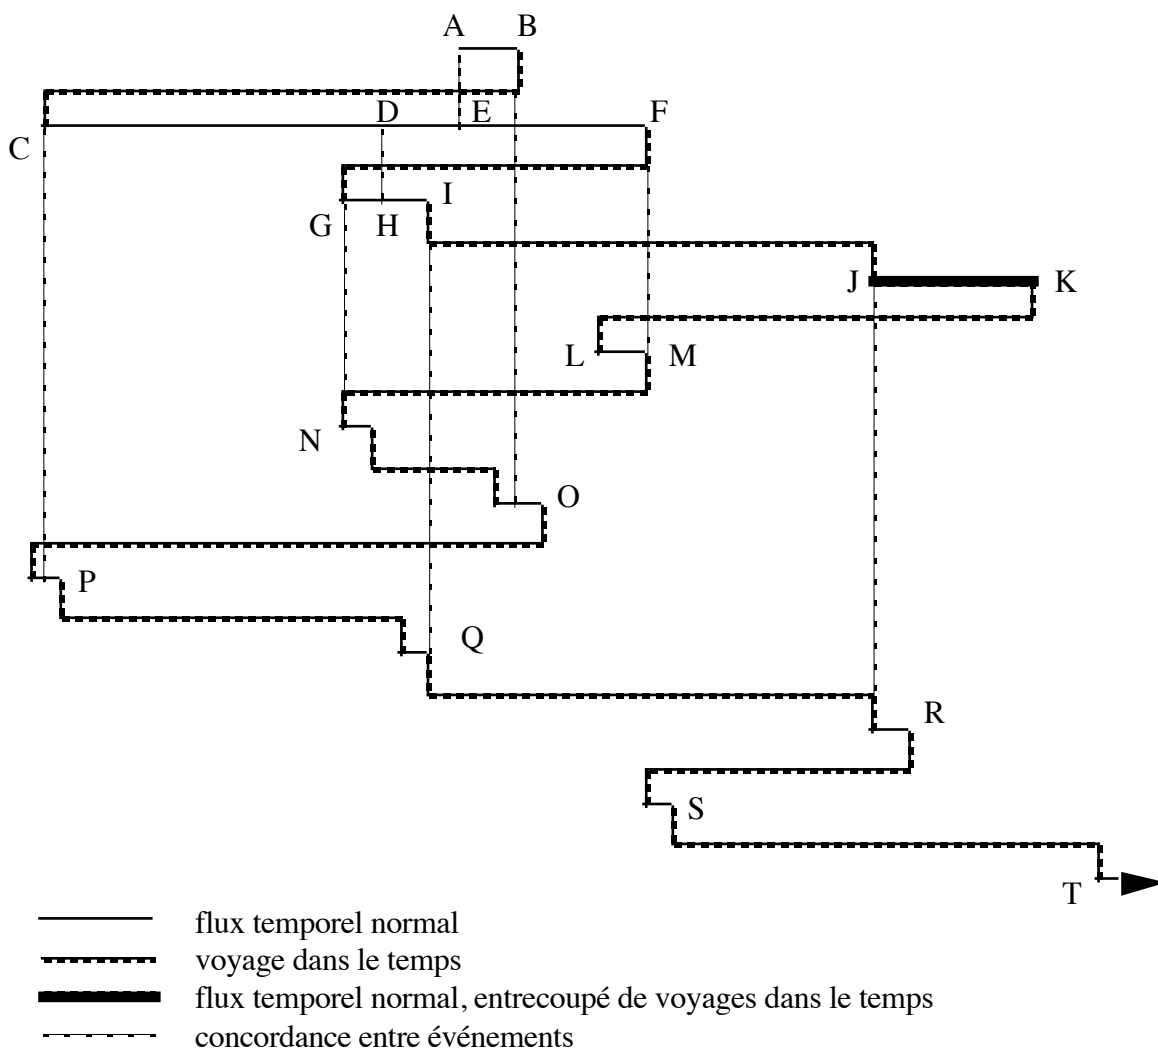 A B
D E F
C
I
G H
J K
L M
N
O
P
Q
R
S
T
flux temporel normal
voyage dans le temps
flux temporel normal, entrecoupé de voyages dans le temps
concordance entre événements